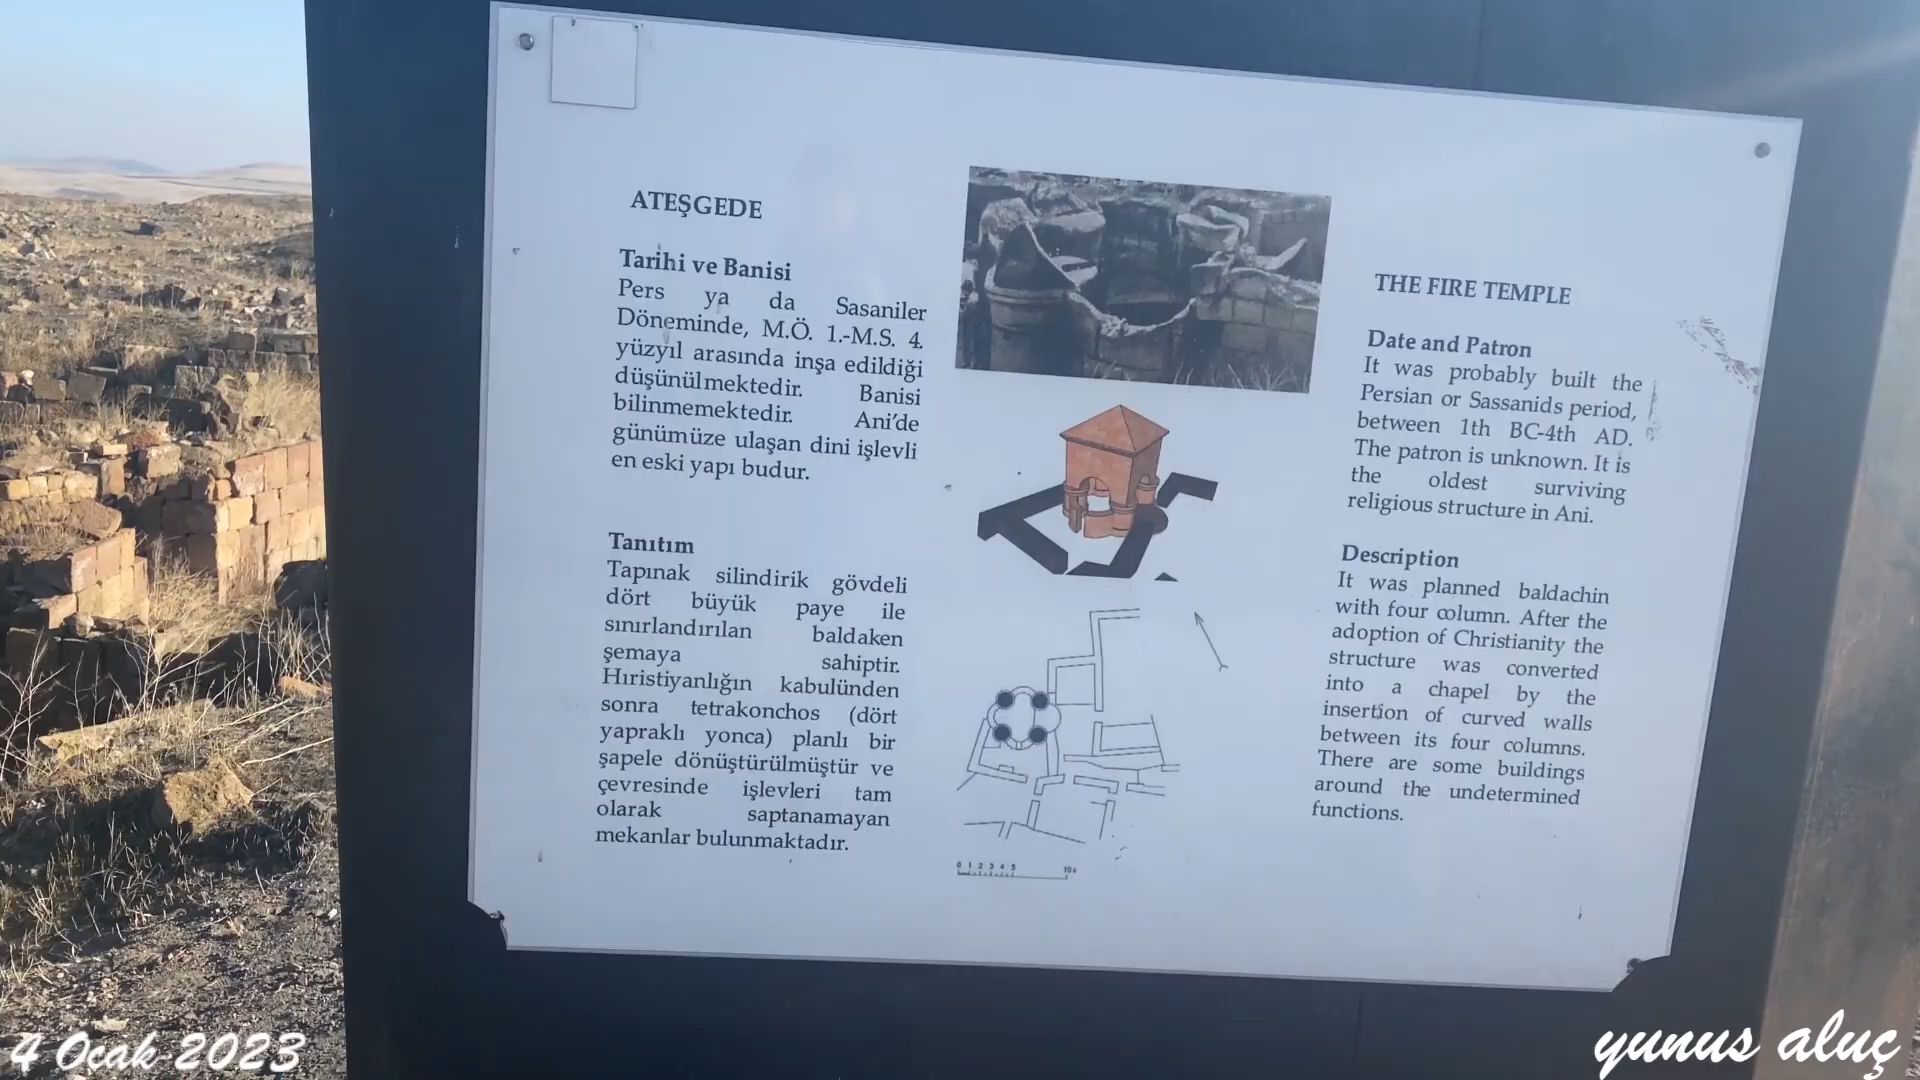 ATEŞGEDE
Tarihi ve Banisi
Pers ya da Sasaniler
Döneminde, M.Ö. 1.-M.S. 4.
yüzyıl arasında inşa edildiği
düşünülmektedir. Banisi
bilinmemektedir. Ani'de
günümüze ulaşan dini işlevli
en eski yapı budur.
Tanıtım
Tapınak silindirik gövdeli
dört büyük paye ile
sınırlandırılan baldaken
şemaya sahiptir.
Hıristiyanlığın kabulünden
sonra tetrakonchos (dört
yapraklı yonca) planlı bir
şapele dönüştürülmüştür ve
çevresinde işlevleri tam
olarak saptanamayan
mekanlar bulunmaktadır.
0 1 2 3 4 5
THE FIRE TEMPLE
Date and Patron
It was probably built the
Persian or Sassanids period,
between 1th BC-4th AD.
The patron is unknown. It is
the oldest surviving
religious structure in Ani.
Description
It was planned baldachin
with four column. After the
adoption of Christianity the
structure was converted
into a chapel by the
insertion of curved walls
between its four columns.
There are some buildings
around the undetermined
functions.
4 Ocak 2023
yunus aluç